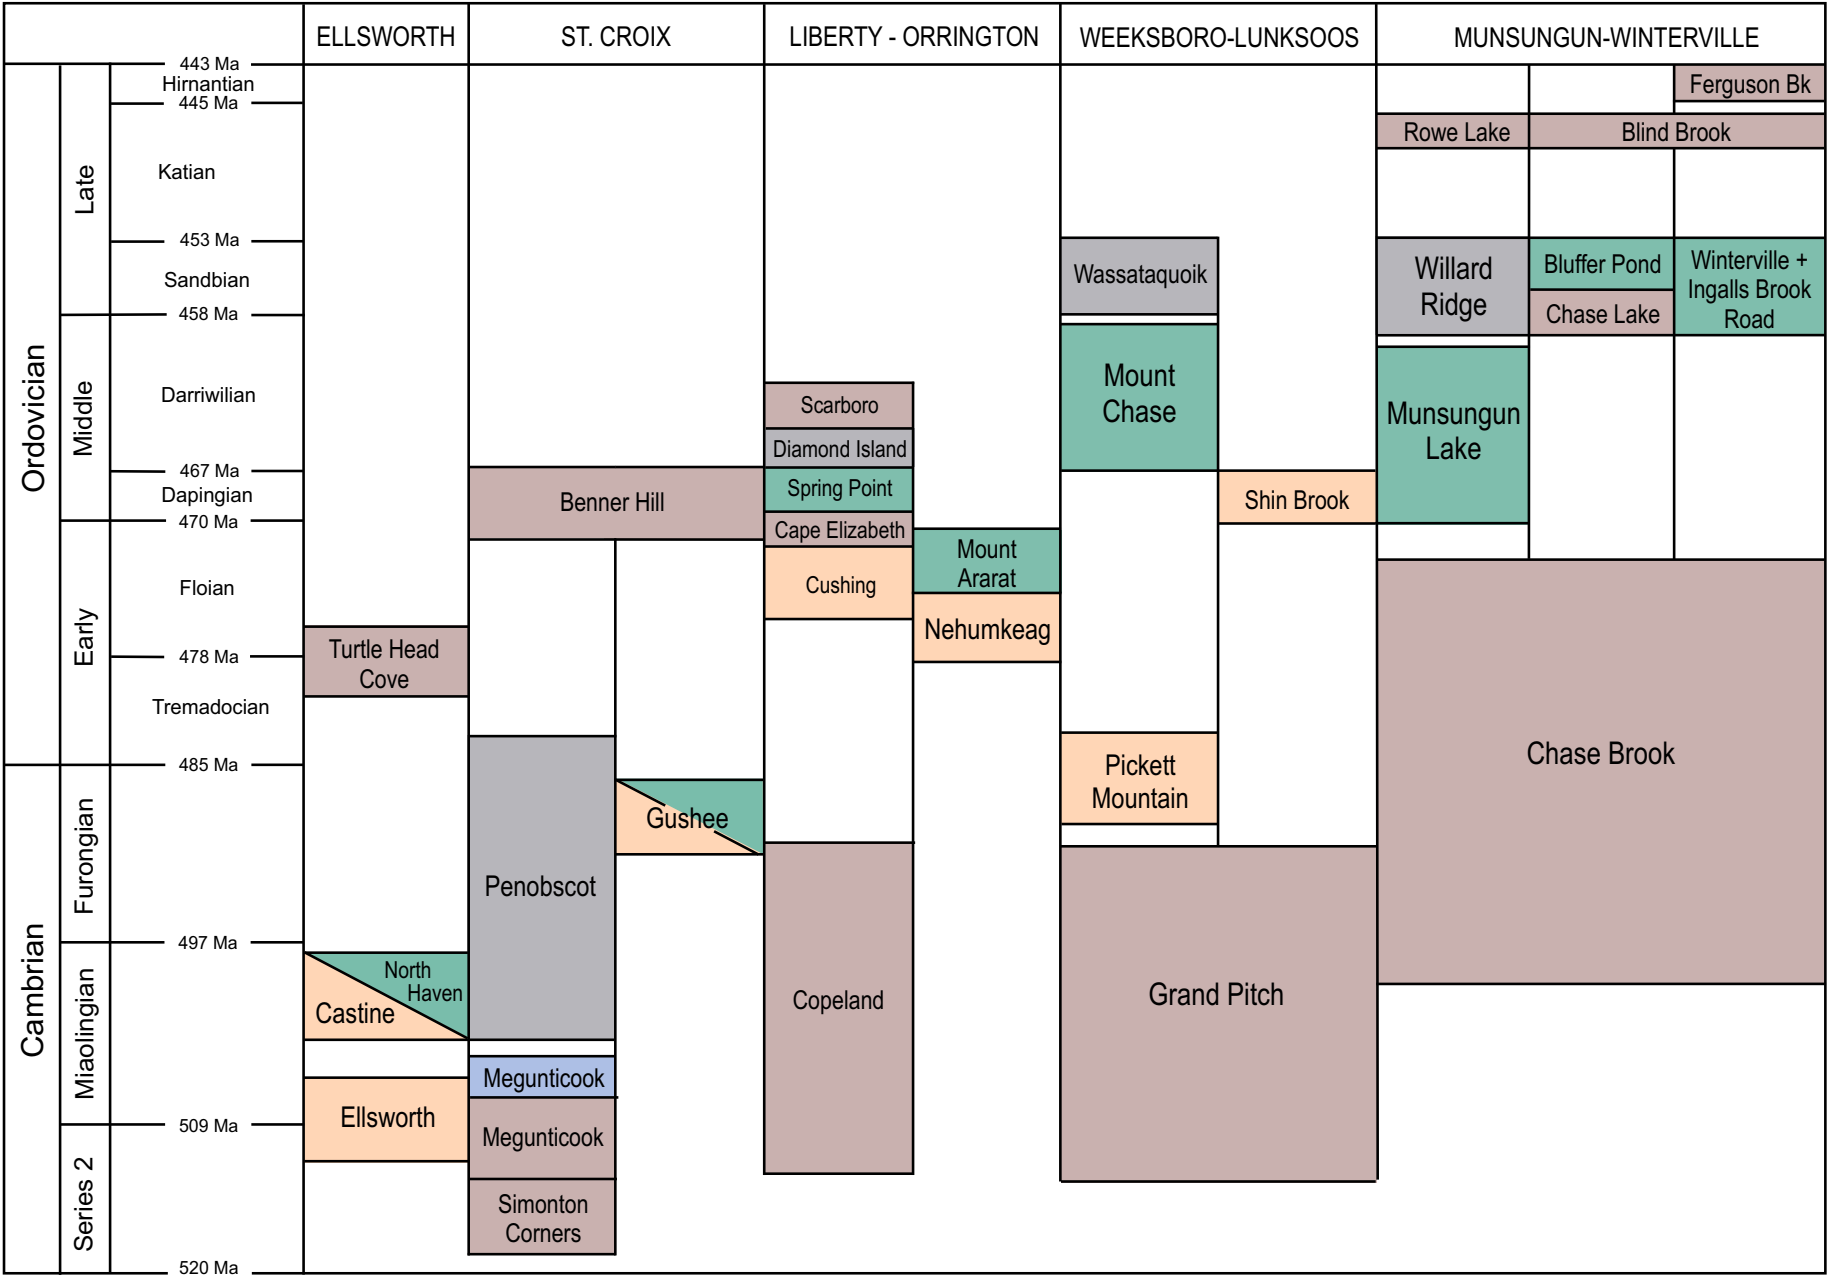 ELLSWORTH
ST. CROIX
LIBERTY - ORRINGTON
WEEKSBORO-LUNKSOOS
MUNSUNGUN-WINTERVILLE
Ordovician
Cambrian
Late
Middle
Early
Furongian
Miaolingian
Series 2
443 Ma
Hirnantian
445 Ma
Katian
453 Ma
Sandbian
458 Ma
Darriwilian
467 Ma
Dapingian
470 Ma
Floian
478 Ma
Tremadocian
485 Ma
497 Ma
509 Ma
520 Ma
Turtle Head
Cove
North
Haven
Castine
Ellsworth
Benner Hill
Penobscot
Gushee
Megunticook
Megunticook
Simonton
Corners
Scarboro
Diamond Island
Spring Point
Cape Elizabeth
Cushing
Mount
Ararat
Nehumkeag
Copeland
Wassataquoik
Mount
Chase
Shin Brook
Pickett
Mountain
Grand Pitch
Ferguson Bk
Rowe Lake
Blind Brook
Willard
Ridge
Bluffer Pond
Chase Lake
Winterville +
Ingalls Brook
Road
Munsungun
Lake
Chase Brook